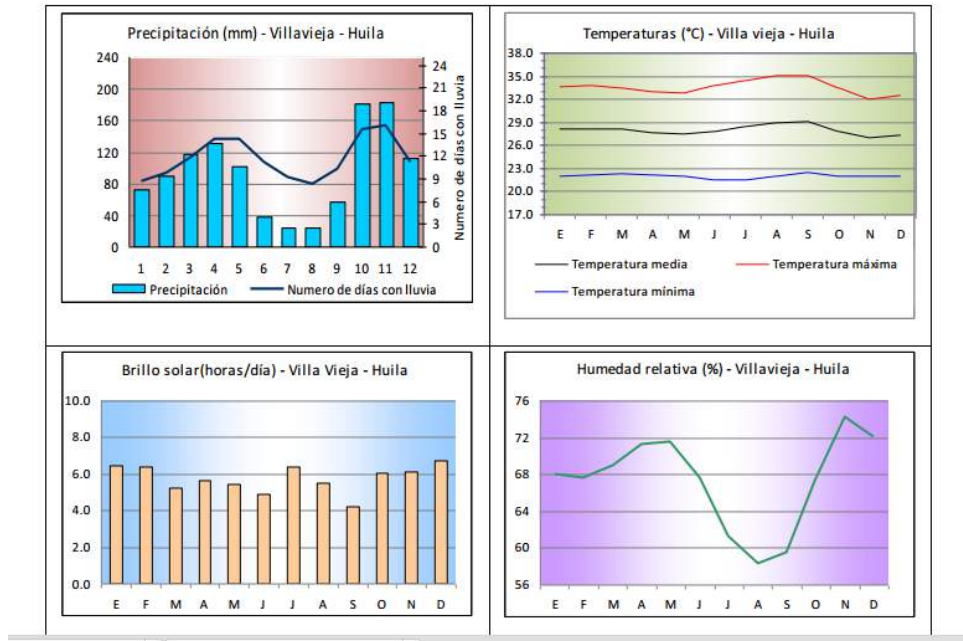 Precipitación (mm) - Villavieja - Huila
240
200
160
120
80
40
0
24
21
18
15
12
9
6
3
0
Numero de días con lluvia
1 2 3 4 5 6 7 8 9 10 11 12
Precipitación
Numero de días con lluvia
Temperaturas (°C) - Villa vieja - Huila
38.0
35.0
32.0
29.0
26.0
23.0
20.0
17.0
E F M A M J J A S O N D
Temperatura media
Temperatura máxima
Temperatura mínima
Brillo solar(horas/día) - Villa Vieja - Huila
10.0
8.0
6.0
4.0
2.0
0.0
E F M A M J J A S O N D
Humedad relativa (%) - Villavieja - Huila
76
72
68
64
60
56
E F M A M J J A S O N D